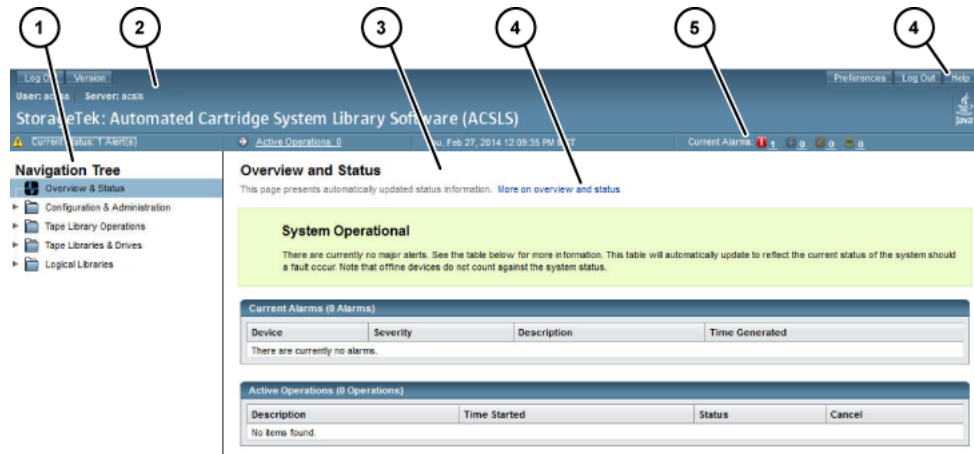 1 2 3 4 5 4
Log Out Version Preferences Log Out Help
User: acsss Server: acsls
StorageTek: Automated Cartridge System Library Software (ACSLS)
Java
Current Status: 1 Alert(s) Active Operations: 0 Thu, Feb 27, 2014 12:09:35 PM Current Alarms: 1 0 0 0
Navigation Tree
Overview & Status
Configuration & Administration
Tape Library Operations
Tape Libraries & Drives
Logical Libraries
Overview and Status
This page presents automatically updated status information. More on overview and status
System Operational
There are currently no major alerts. See the table below for more information. This table will automatically update to reflect the current status of the system should
a fault occur. Note that offline devices do not count against the system status.
Current Alarms (0 Alarms)
Device Severity Description Time Generated
There are currently no alarms.
Active Operations (0 Operations)
Description Time Started Status Cancel
No items found.